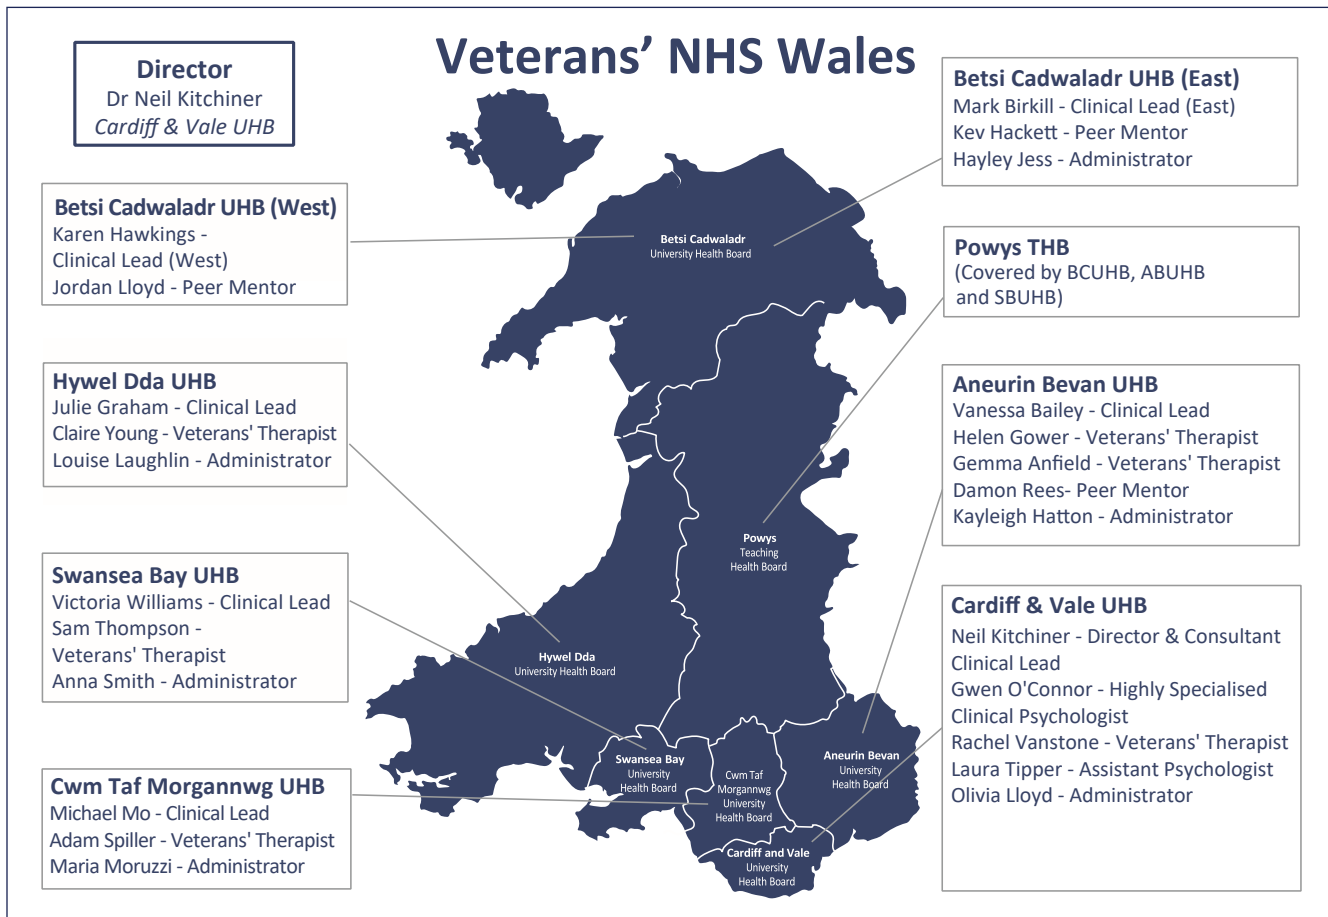 Veterans’ NHS Wales
Director
Dr Neil Kitchiner
Cardiff & Vale UHB
Betsi Cadwaladr UHB (West)
Karen Hawkings -
Clinical Lead (West)
Jordan Lloyd - Peer Mentor
Hywel Dda UHB
Julie Graham - Clinical Lead
Claire Young - Veterans' Therapist
Louise Laughlin - Administrator
Swansea Bay UHB
Victoria Williams - Clinical Lead
Sam Thompson -
Veterans' Therapist
Anna Smith - Administrator
Cwm Taf Morgannwg UHB
Michael Mo - Clinical Lead
Adam Spiller - Veterans' Therapist
Maria Moruzzi - Administrator
Betsi Cadwaladr
University Health Board
Powys
Teaching
Health Board
Hywel Dda
University Health Board
Swansea Bay
University
Health Board
Cwm Taf
Morgannwg
University
Health Board
Aneurin Bevan
University
Health Board
Cardiff and Vale
University
Health Board
Betsi Cadwaladr UHB (East)
Mark Birkill - Clinical Lead (East)
Kev Hackett - Peer Mentor
Hayley Jess - Administrator
Powys THB
(Covered by BCUHB, ABUHB
and SBUHB)
Aneurin Bevan UHB
Vanessa Bailey - Clinical Lead
Helen Gower - Veterans' Therapist
Gemma Anfield - Veterans' Therapist
Damon Rees- Peer Mentor
Kayleigh Hatton - Administrator
Cardiff & Vale UHB
Neil Kitchiner - Director & Consultant
Clinical Lead
Gwen O'Connor - Highly Specialised
Clinical Psychologist
Rachel Vanstone - Veterans' Therapist
Laura Tipper - Assistant Psychologist
Olivia Lloyd - Administrator